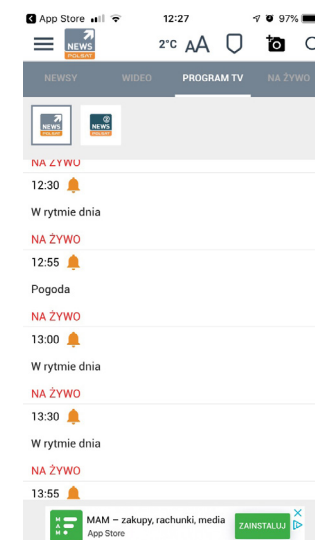 App Store 12:27 97%
NEWS POLSAT 2°C AA
NEWSY WIDEO PROGRAM TV NA ŻYWO
NEWS POLSAT NEWS 2 POLSAT
NA ŻYWO
12:30
W rytmie dnia
NA ŻYWO
12:55
Pogoda
NA ŻYWO
13:00
W rytmie dnia
NA ŻYWO
13:30
W rytmie dnia
NA ŻYWO
13:55
MAM – zakupy, rachunki, media
App Store
ZAINSTALUJ